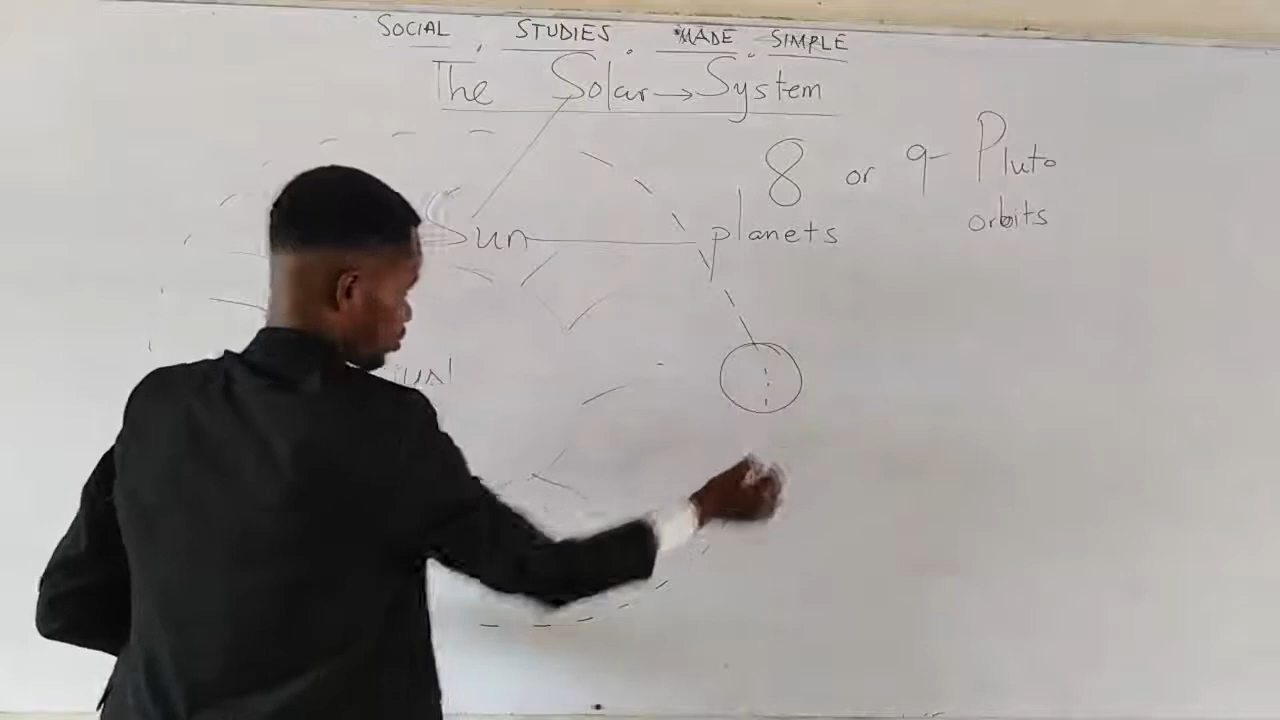 SOCIAL, STUDIES. MADE. SIMPLE
The Solar → System
8 or 9 Pluto
Sun planets orbits